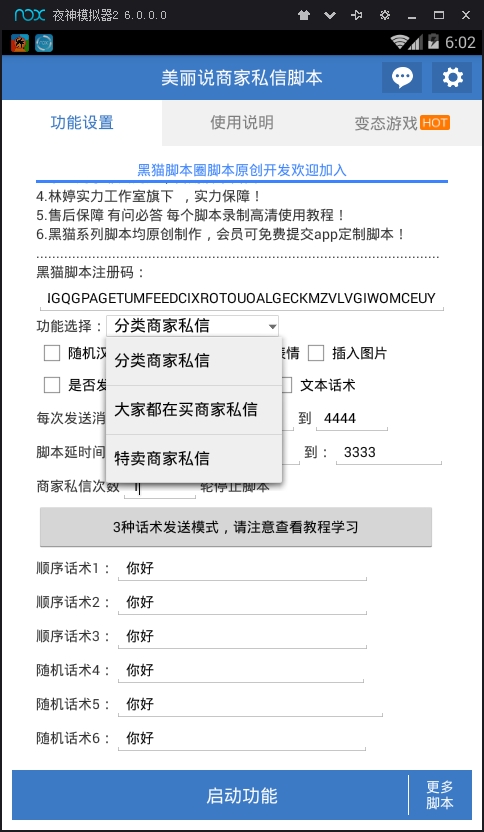 nox 夜神模拟器2 6.0.0.0
6:02
美丽说商家私信脚本
功能设置 使用说明 变态游戏 HOT
黑猫脚本圈脚本原创开发欢迎加入
4.林婷实力工作室旗下 ，实力保障！
5.售后保障 有问必答 每个脚本录制高清使用教程！
6.黑猫系列脚本均原创制作，会员可免费提交app定制脚本！
黑猫脚本注册码：
IGQGPAGETUMFEEDCIXROTOUOALGECKMZVLVGIWOMCEUY
功能选择： 分类商家私信
随机 情 插入图片
分类商家私信
是否发 文本话术
大家都在买商家私信
每次发送消 到 4444
脚本延时间 到： 3333
特卖商家私信
商家私信次数 1 轮停止脚本
3种话术发送模式，请注意查看教程学习
顺序话术1： 你好
顺序话术2： 你好
顺序话术3： 你好
随机话术4： 你好
随机话术5： 你好
随机话术6： 你好
启动功能 更多
脚本